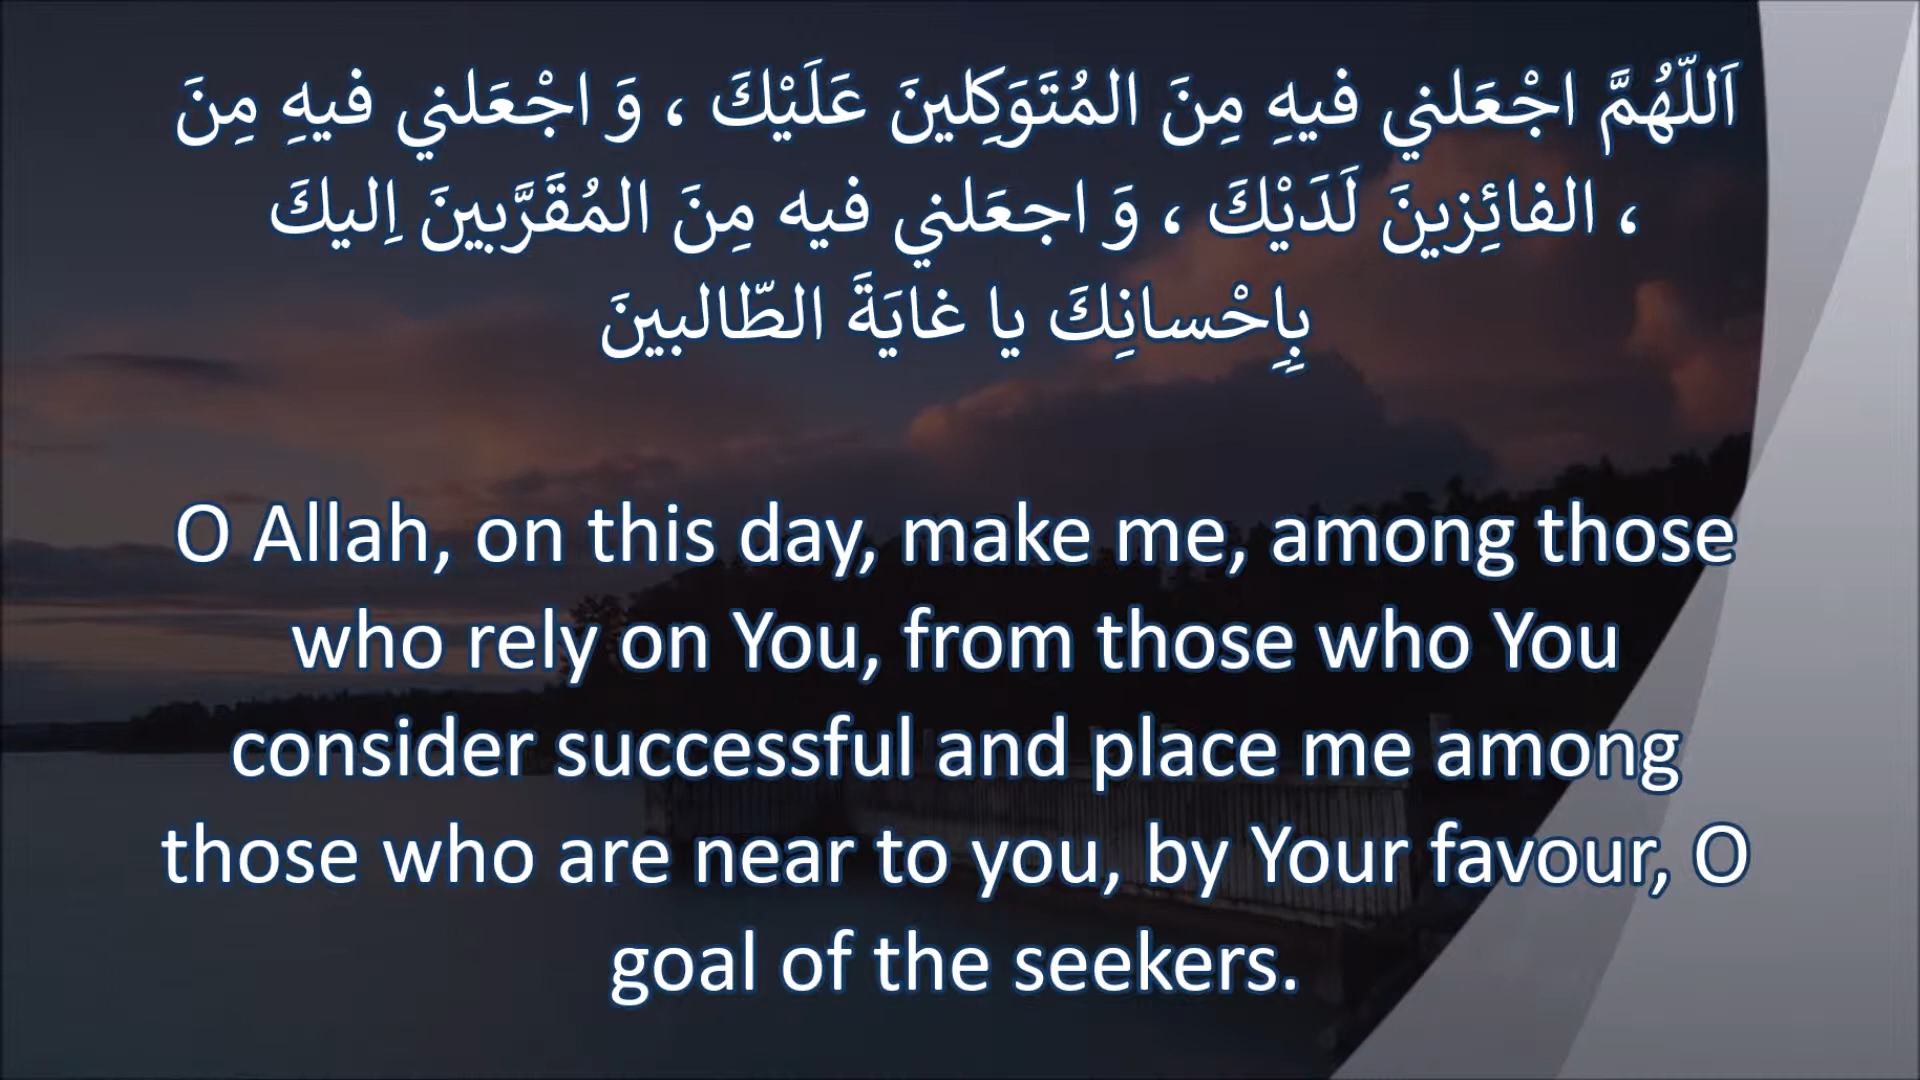 اَللّهُمَّ اجْعَلني فيهِ مِنَ المُتَوَكِلينَ عَلَيْكَ ، وَ اجْعَلني فيهِ مِنَ
الفائِزينَ لَدَيْكَ ، وَ اجعَلني فيه مِنَ المُقَرَّبينَ اِليكَ ،
بِاِحْسانِكَ يا غايَةَ الطّالبينَ
O Allah, on this day, make me, among those
who rely on You, from those who You
consider successful and place me among
those who are near to you, by Your favour, O
goal of the seekers.